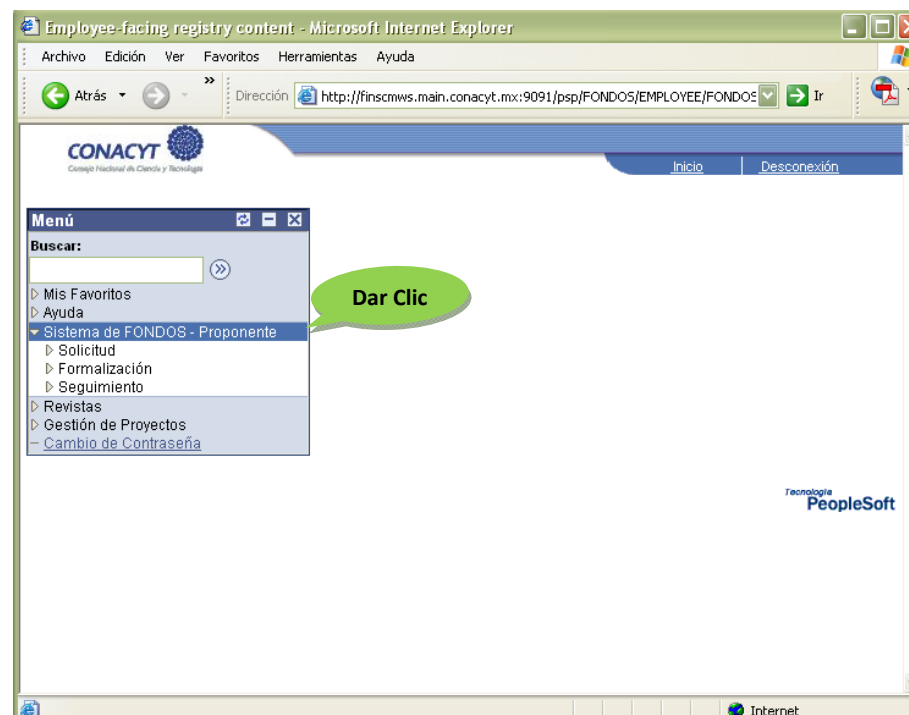 Employee-facing registry content - Microsoft Internet Explorer
Archivo Edición Ver Favoritos Herramientas Ayuda
Atrás » Dirección http://finscmws.main.conacyt.mx:9091/psp/FONDOS/EMPLOYEE/FONDOS Ir
CONACYT
Consejo Nacional de Ciencia y Tecnología
Inicio Desconexión
Menú
Buscar:
Mis Favoritos
Ayuda
Dar Clic
Sistema de FONDOS - Proponente
Solicitud
Formalización
Seguimiento
Revistas
Gestión de Proyectos
Cambio de Contraseña
Tecnología
PeopleSoft
Internet